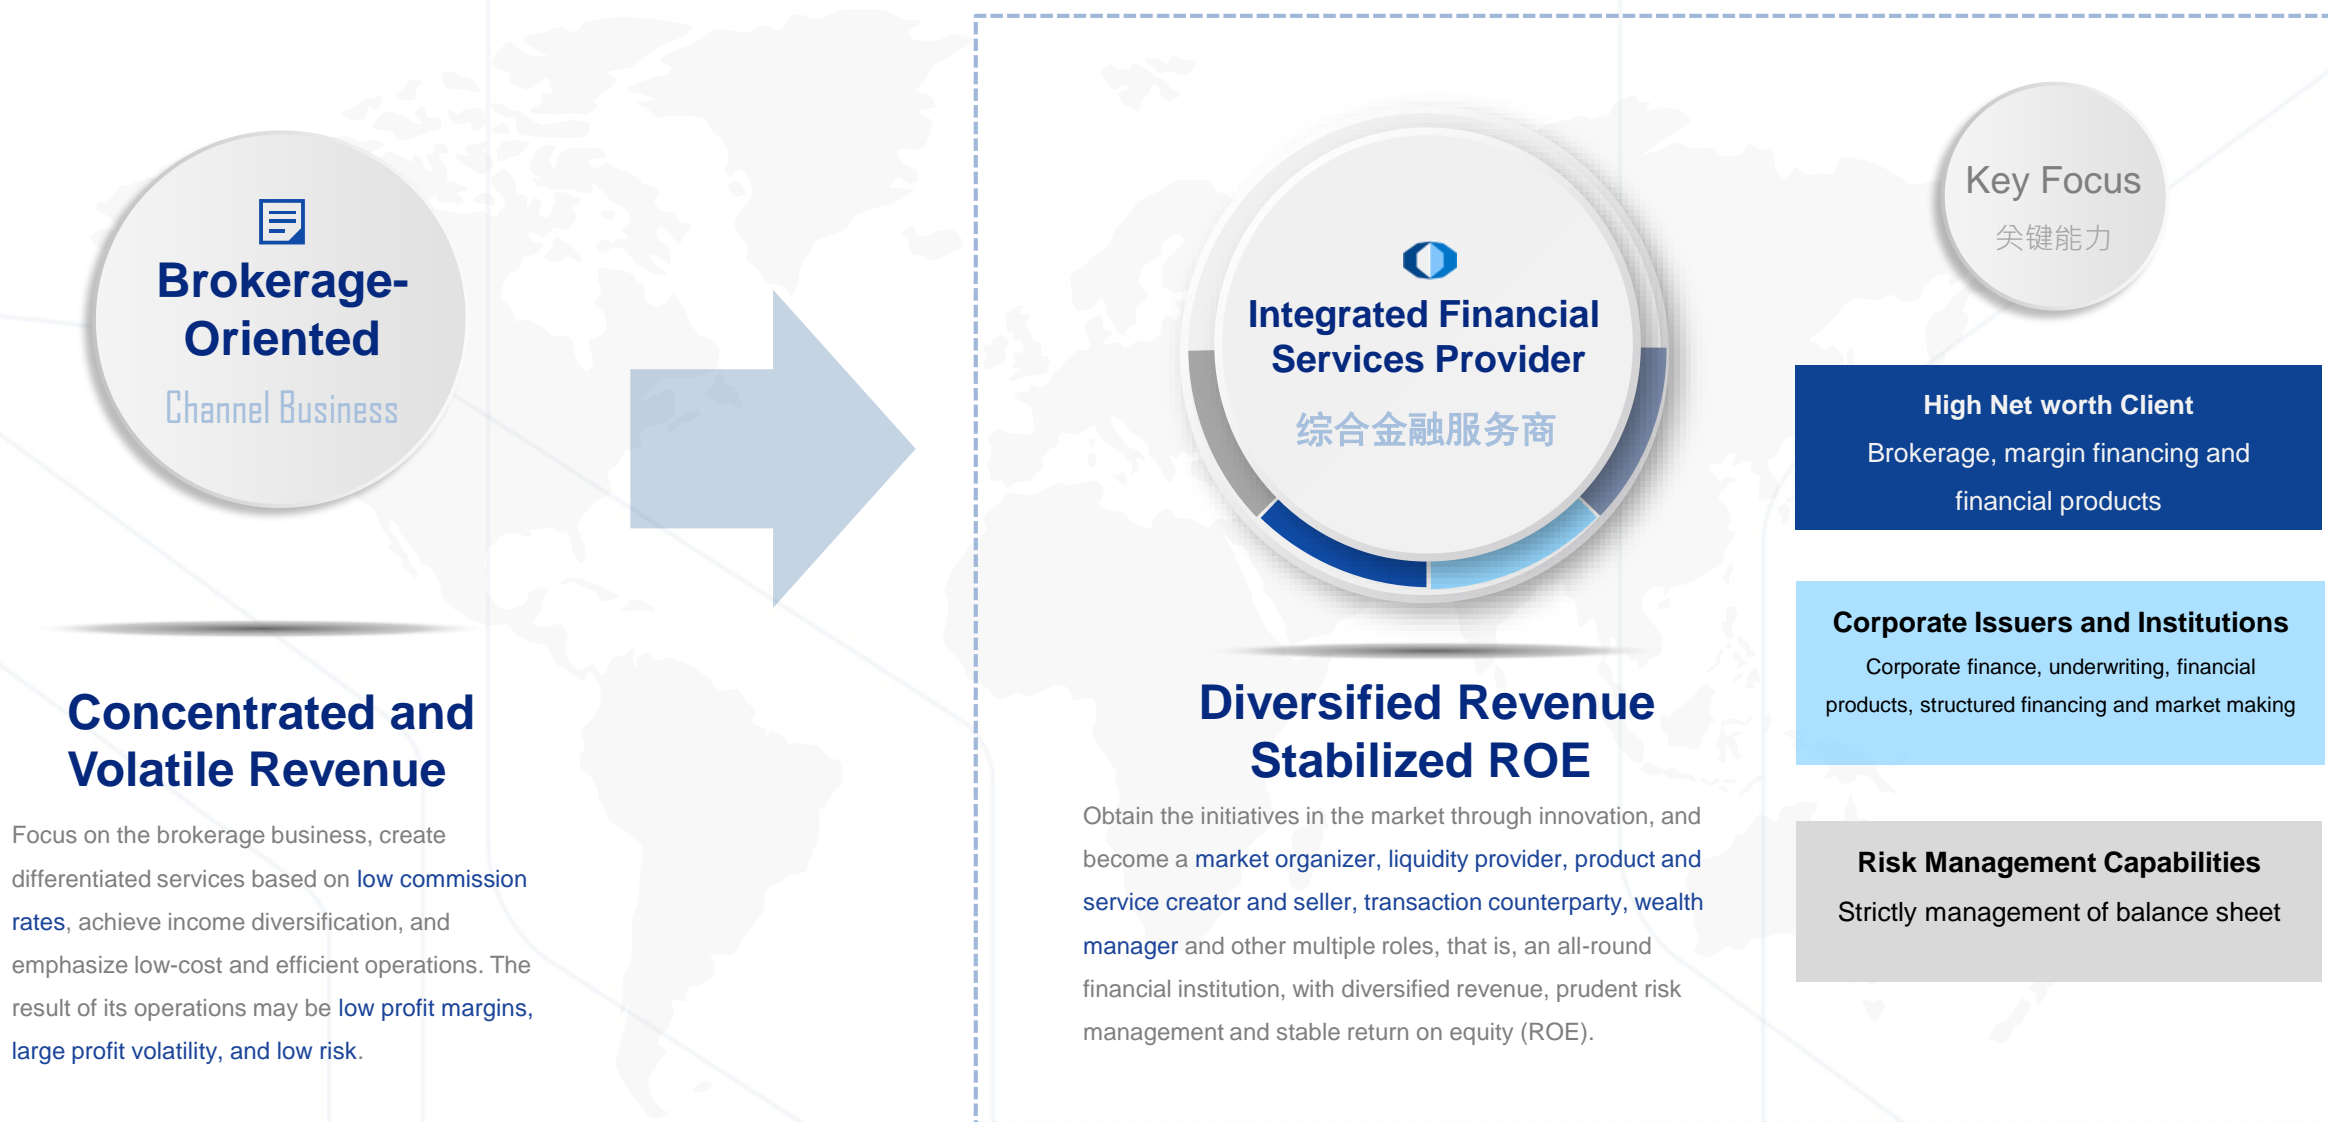 Brokerage-
Oriented
Channel Business
Concentrated and
Volatile Revenue
Focus on the brokerage business, create
differentiated services based on low commission
rates, achieve income diversification, and
emphasize low-cost and efficient operations. The
result of its operations may be low profit margins,
large profit volatility, and low risk.
Integrated Financial
Services Provider
综合金融服务商
Diversified Revenue
Stabilized ROE
Obtain the initiatives in the market through innovation, and
become a market organizer, liquidity provider, product and
service creator and seller, transaction counterparty, wealth
manager and other multiple roles, that is, an all-round
financial institution, with diversified revenue, prudent risk
management and stable return on equity (ROE).
Key Focus
关键能力
High Net worth Client
Brokerage, margin financing and
financial products
Corporate Issuers and Institutions
Corporate finance, underwriting, financial
products, structured financing and market making
Risk Management Capabilities
Strictly management of balance sheet